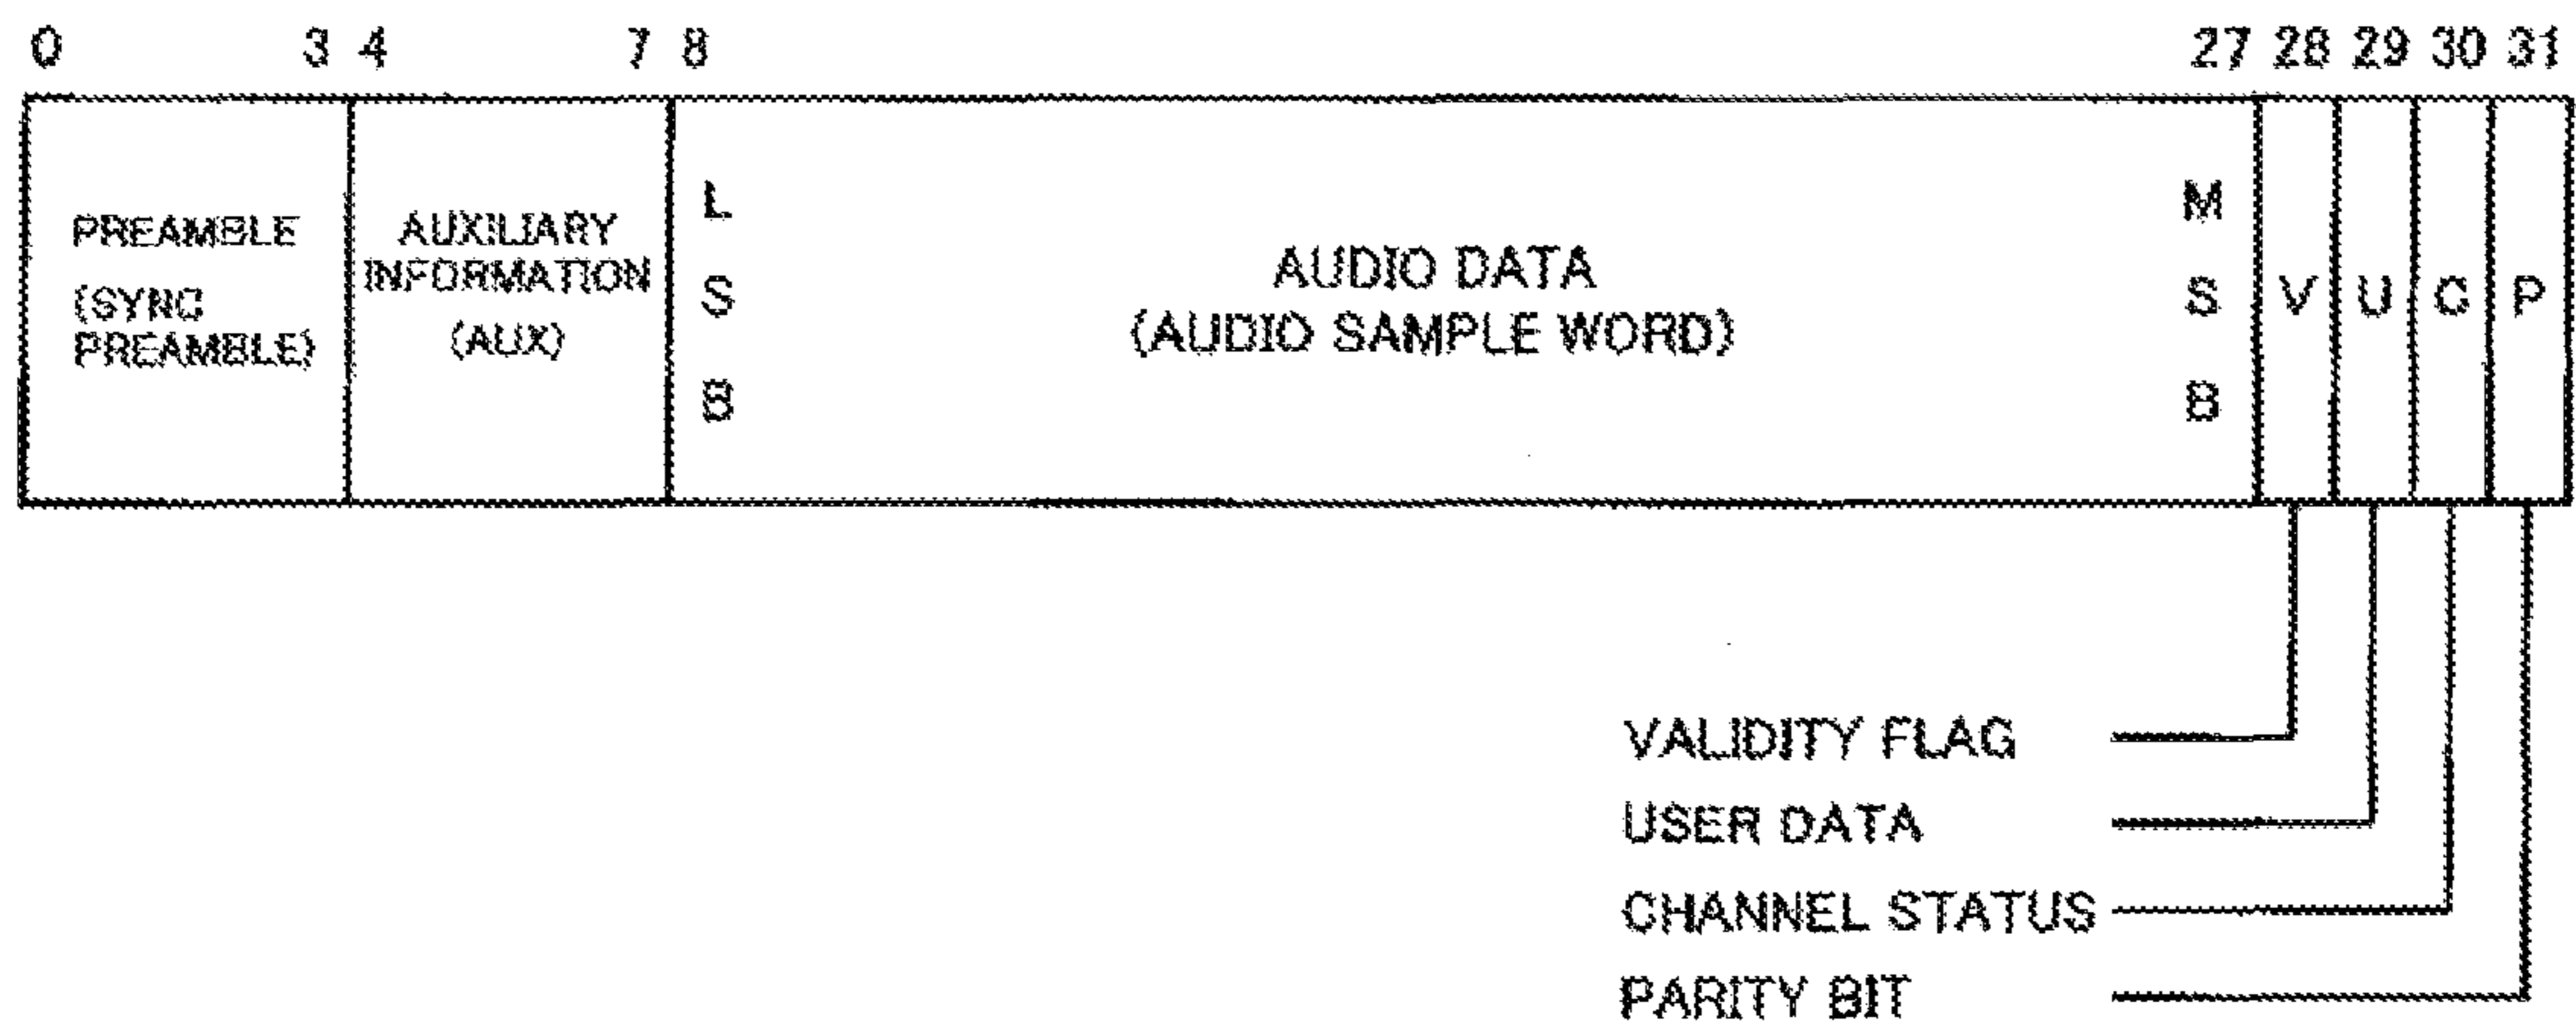 0 3 4 7 8 27 28 29 30 31
PREAMBLE
(SYNC
PREAMBLE)
AUXILIARY
INFORMATION
(AUX)
L
S
B
AUDIO DATA
(AUDIO SAMPLE WORD)
M
S
B
V U C P
VALIDITY FLAG
USER DATA
CHANNEL STATUS
PARITY BIT